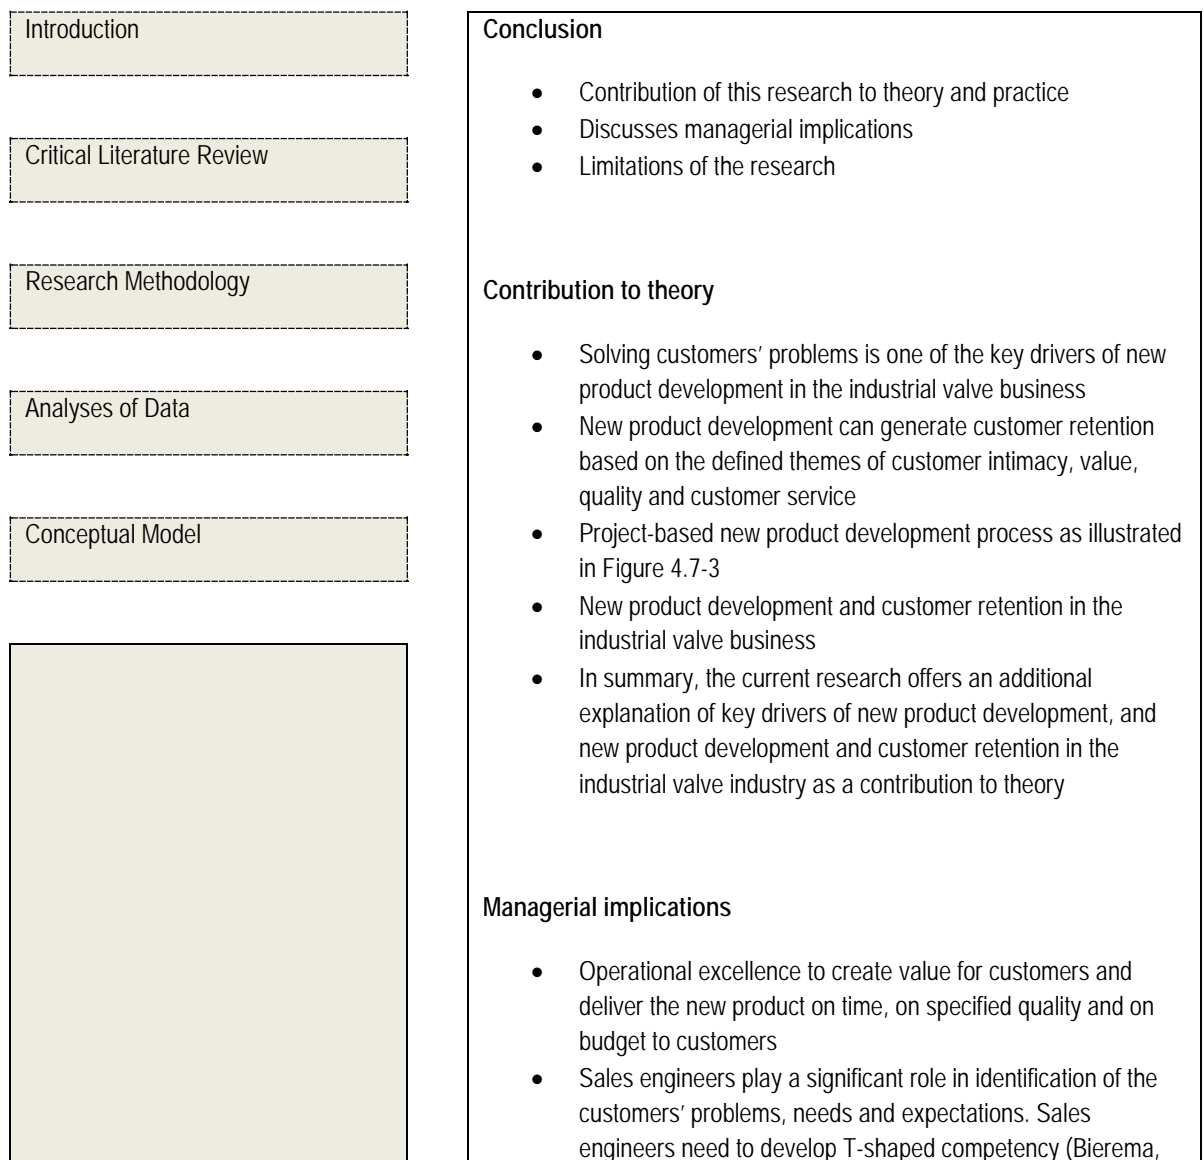 Introduction
Critical Literature Review
Research Methodology
Analyses of Data
Conceptual Model
Conclusion
• Contribution of this research to theory and practice
• Discusses managerial implications
• Limitations of the research
Contribution to theory
• Solving customers’ problems is one of the key drivers of new
product development in the industrial valve business
• New product development can generate customer retention
based on the defined themes of customer intimacy, value,
quality and customer service
• Project-based new product development process as illustrated
in Figure 4.7-3
• New product development and customer retention in the
industrial valve business
• In summary, the current research offers an additional
explanation of key drivers of new product development, and
new product development and customer retention in the
industrial valve industry as a contribution to theory
Managerial implications
• Operational excellence to create value for customers and
deliver the new product on time, on specified quality and on
budget to customers
• Sales engineers play a significant role in identification of the
customers’ problems, needs and expectations. Sales
engineers need to develop T-shaped competency (Bierema,